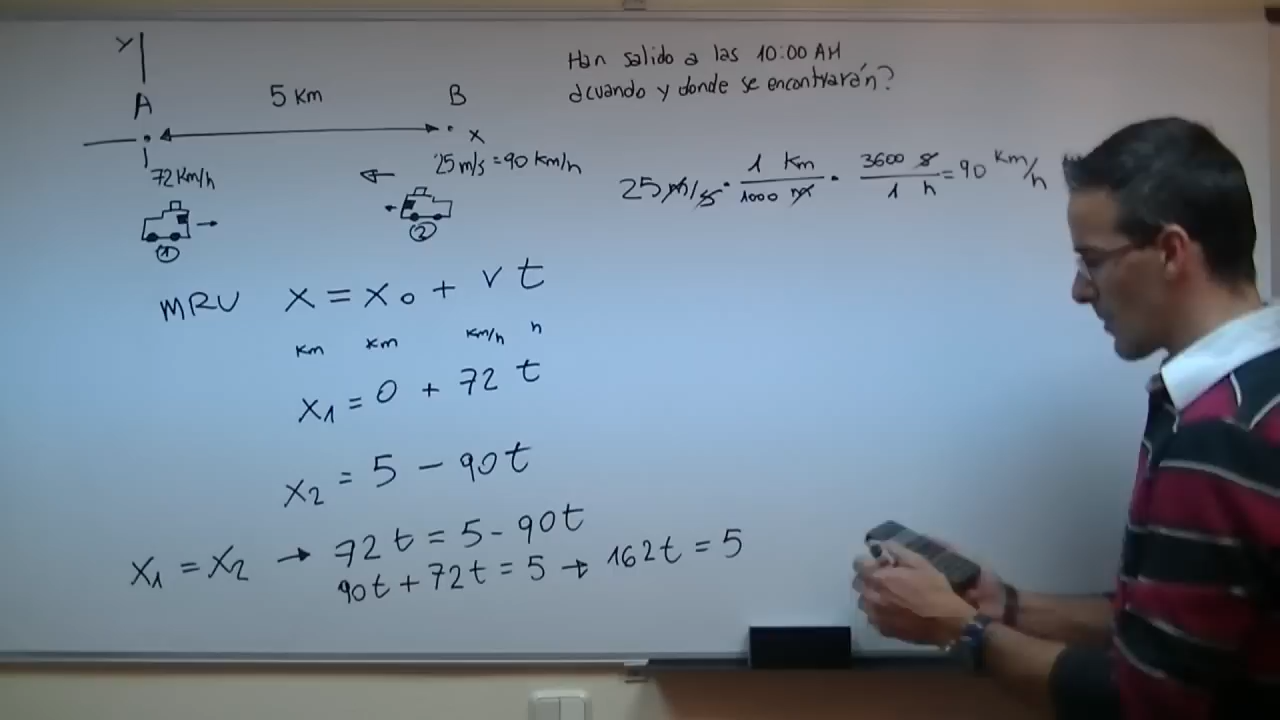 Y
A
5 Km
B
x
72 Km/h
25 m/s = 90 Km/h
1
2
Han salido a las 10:00 AM
¿cuando y donde se encontrarán?
25 m/s · 1 Km / 1000 m · 3600 s / 1 h = 90 Km/h
MRU x = x₀ + v t
Km Km Km/h h
x₁ = 0 + 72 t
x₂ = 5 - 90t
x₁ = x₂ → 72t = 5 - 90t
90t + 72t = 5 → 162t = 5